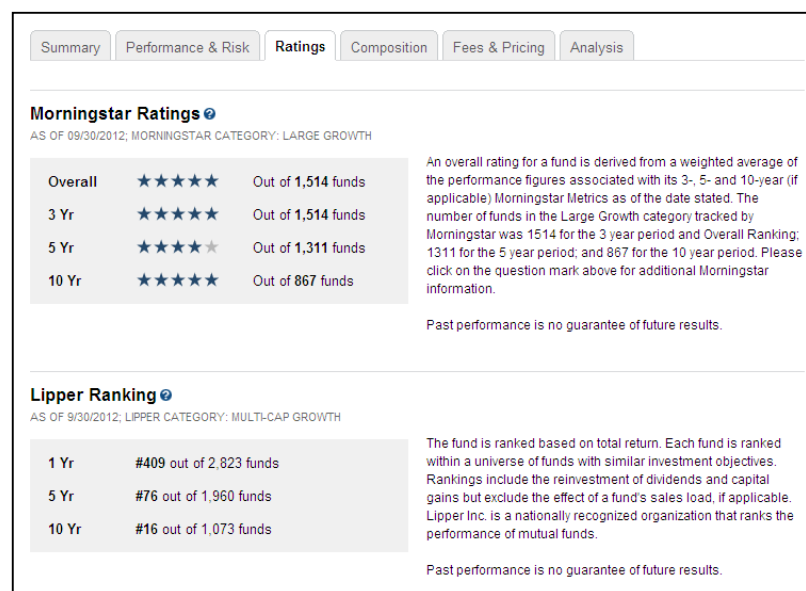 Summary Performance & Risk Ratings Composition Fees & Pricing Analysis
Morningstar Ratings ?
AS OF 09/30/2012; MORNINGSTAR CATEGORY: LARGE GROWTH
Overall ★★★★★ Out of 1,514 funds
3 Yr ★★★★★ Out of 1,514 funds
5 Yr ★★★★★ Out of 1,311 funds
10 Yr ★★★★★ Out of 867 funds
An overall rating for a fund is derived from a weighted average of
the performance figures associated with its 3-, 5- and 10-year (if
applicable) Morningstar Metrics as of the date stated. The
number of funds in the Large Growth category tracked by
Morningstar was 1514 for the 3 year period and Overall Ranking;
1311 for the 5 year period; and 867 for the 10 year period. Please
click on the question mark above for additional Morningstar
information.
Past performance is no guarantee of future results.
Lipper Ranking ?
AS OF 9/30/2012; LIPPER CATEGORY: MULTI-CAP GROWTH
1 Yr #409 out of 2,823 funds
5 Yr #76 out of 1,960 funds
10 Yr #16 out of 1,073 funds
The fund is ranked based on total return. Each fund is ranked
within a universe of funds with similar investment objectives.
Rankings include the reinvestment of dividends and capital
gains but exclude the effect of a fund's sales load, if applicable.
Lipper Inc. is a nationally recognized organization that ranks the
performance of mutual funds.
Past performance is no guarantee of future results.